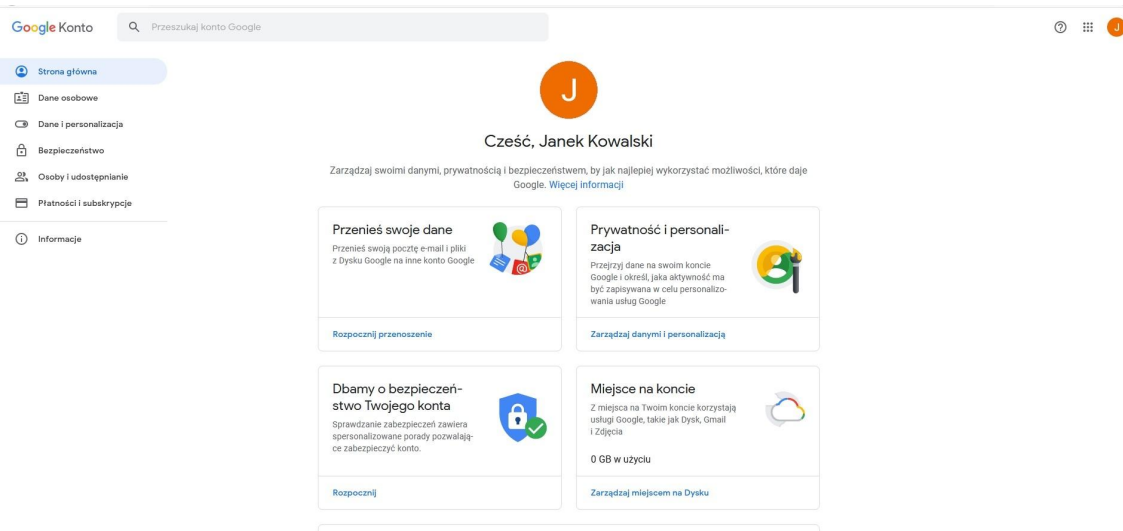 Google Konto
Przeszukaj konto Google
J
Strona główna
Dane osobowe
Dane i personalizacja
Bezpieczeństwo
Osoby i udostępnianie
Płatności i subskrypcje
Informacje
J
Cześć, Janek Kowalski
Zarządzaj swoimi danymi, prywatnością i bezpieczeństwem, by jak najlepiej wykorzystać możliwości, które daje
Google. Więcej informacji
Przenieś swoje dane
Przenieś swoją pocztę e-mail i pliki
z Dysku Google na inne konto Google
@
Rozpocznij przenoszenie
Prywatność i personali-
zacja
Przejrzyj dane na swoim koncie
Google i określ, jaka aktywność ma
być zapisywana w celu personalizo-
wania usług Google
Zarządzaj danymi i personalizacją
Dbamy o bezpieczeń-
stwo Twojego konta
Sprawdzanie zabezpieczeń zawiera
spersonalizowane porady pozwalają-
ce zabezpieczyć konto.
Rozpocznij
Miejsce na koncie
Z miejsca na Twoim koncie korzystają
usługi Google, takie jak Dysk, Gmail
i Zdjęcia
0 GB w użyciu
Zarządzaj miejscem na Dysku